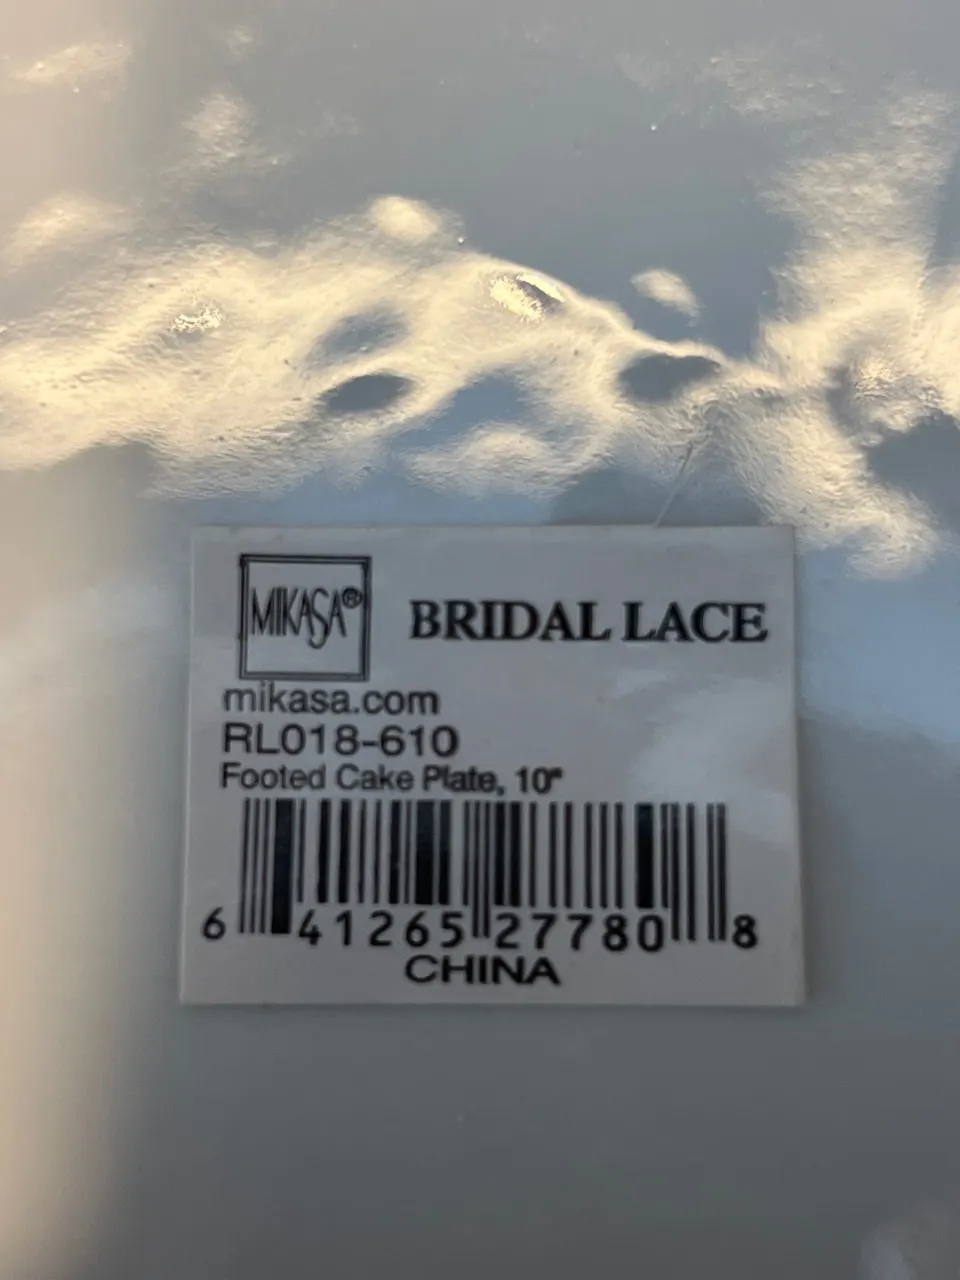 MIKASA®
BRIDAL LACE
mikasa.com
RL018-610
Footed Cake Plate, 10"
6 41265 27780 8
CHINA